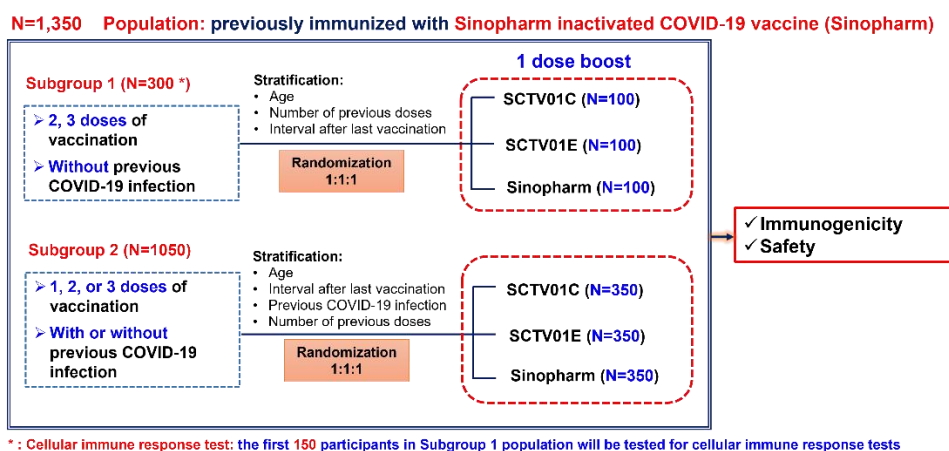 N=1,350 Population: previously immunized with Sinopharm inactivated COVID-19 vaccine (Sinopharm)
Subgroup 1 (N=300 *)
➢ 2, 3 doses of
vaccination
➢ Without previous
COVID-19 infection
Stratification:
• Age
• Number of previous doses
• Interval after last vaccination
Randomization
1:1:1
1 dose boost
SCTV01C (N=100)
SCTV01E (N=100)
Sinopharm (N=100)
Subgroup 2 (N=1050)
➢ 1, 2, or 3 doses of
vaccination
➢ With or without
previous COVID-19
infection
Stratification:
• Age
• Interval after last vaccination
• Previous COVID-19 infection
• Number of previous doses
Randomization
1:1:1
SCTV01C (N=350)
SCTV01E (N=350)
Sinopharm (N=350)
✓ Immunogenicity
✓ Safety
* : Cellular immune response test: the first 150 participants in Subgroup 1 population will be tested for cellular immune response tests